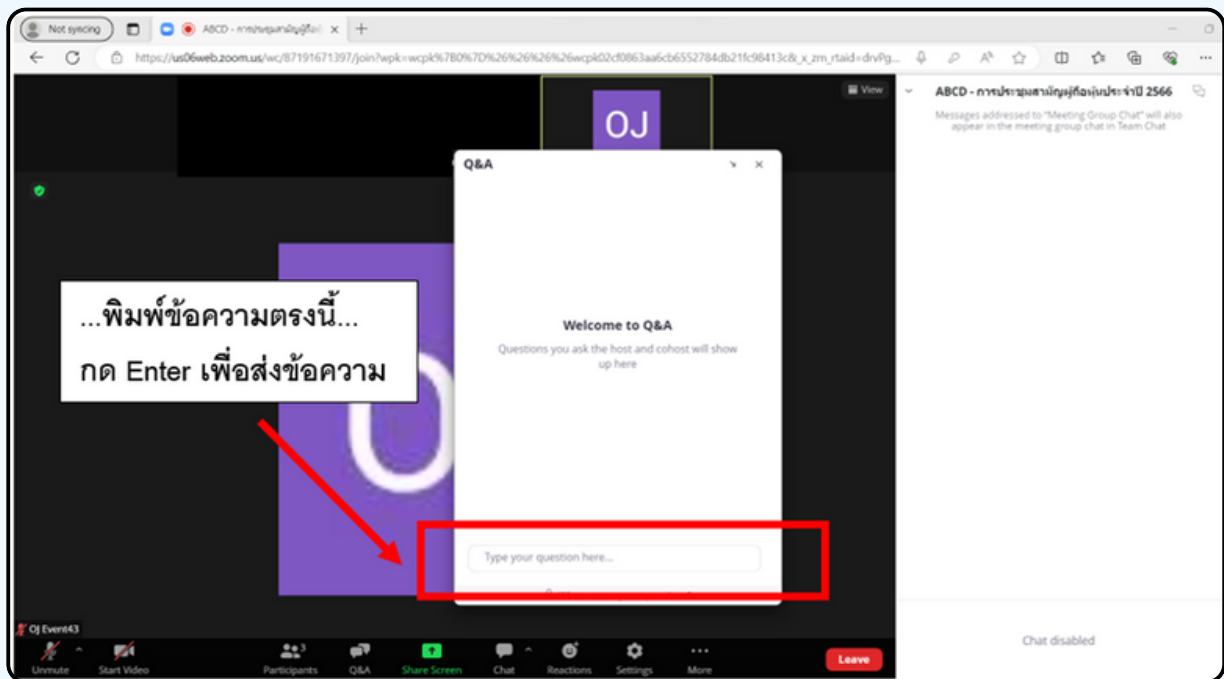 Not syncing
ABCD - การประชุมสามัญผู้ถือหุ้
https://us06web.zoom.us/wc/87191671397/join?wpk=wcpk%7B0%7D%26%26%26%26wcpk02cf0863aa6cb6552784db21fc98413c&_x_zm_rtaid=drvPg...
View
OJ
Q&A
ABCD - การประชุมสามัญผู้ถือหุ้นประจำปี 2566
Messages addressed to "Meeting Group Chat" will also
appear in the meeting group chat in Team Chat
...พิมพ์ข้อความตรงนี้...
กด Enter เพื่อส่งข้อความ
Welcome to Q&A
Questions you ask the host and cohost will show
up here
Type your question here...
OJ Event43
Unmute
Start Video
Participants
3
Q&A
Share Screen
Chat
Reactions
Settings
More
Leave
Chat disabled